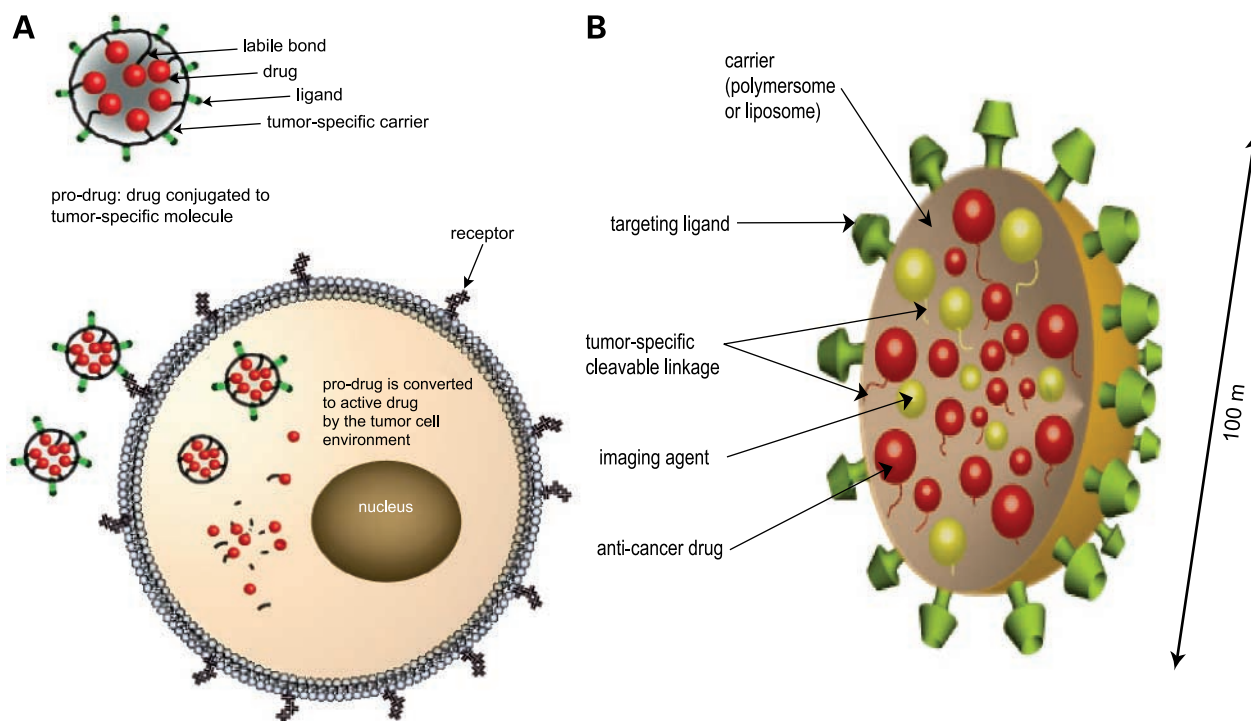 A
labile bond
drug
ligand
tumor-specific carrier
pro-drug: drug conjugated to
tumor-specific molecule
receptor
pro-drug is converted
to active drug
by the tumor cell
environment
nucleus
B
carrier
(polymersome
or liposome)
targeting ligand
tumor-specific
cleavable linkage
imaging agent
anti-cancer drug
100 m